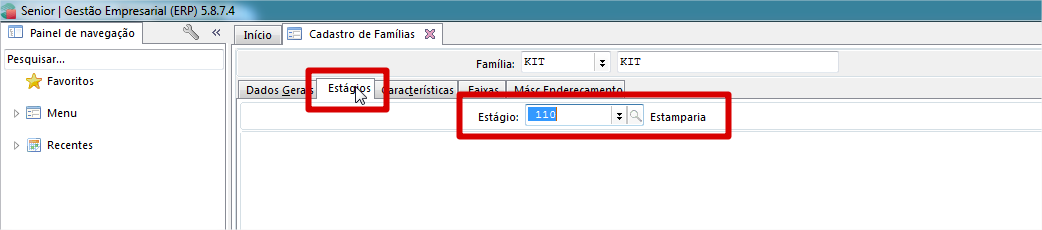 Senior | Gestão Empresarial (ERP) 5.8.7.4
Painel de navegação
Início Cadastro de Famílias
Pesquisar...
Família: KIT KIT
Favoritos
Dados Gerais Estágios Características Faixas Másc.Endereçamento
Menu
Estágio: 110 Estamparia
Recentes